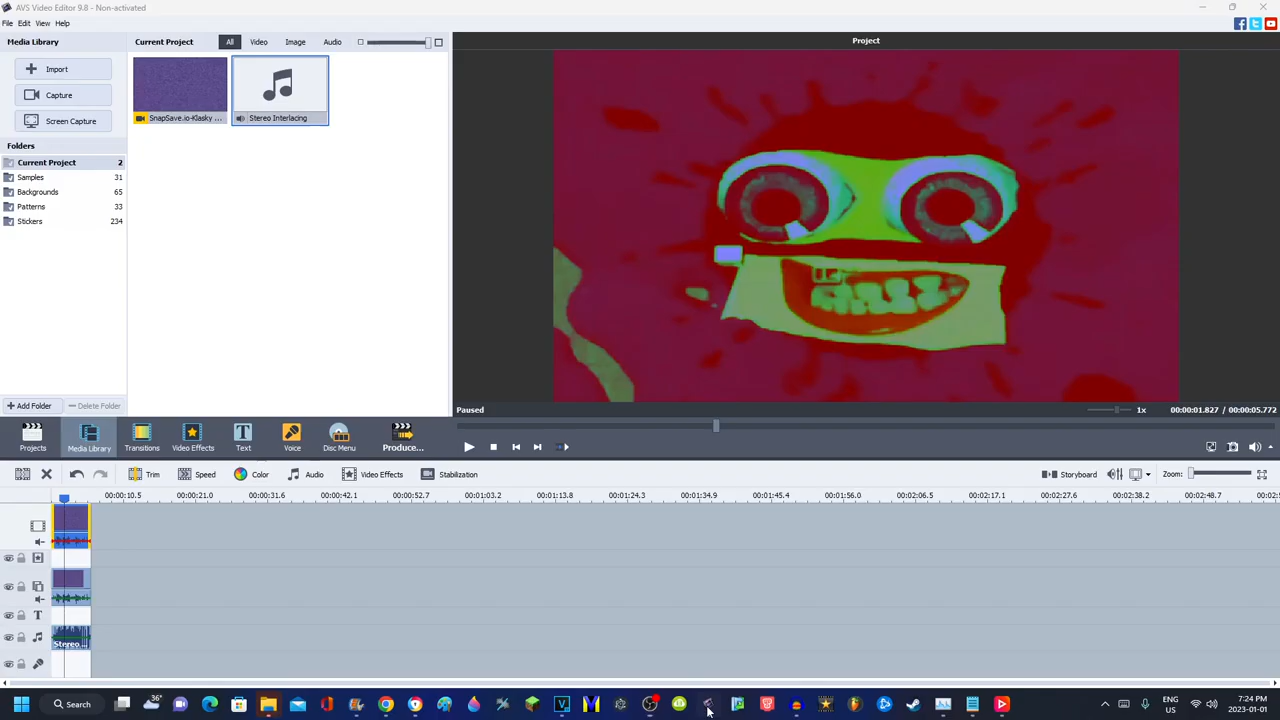 AVS Video Editor 9.8 - Non-activated
File Edit View Help
Media Library
Current Project
All Video Image Audio
Project
Import
Capture
Screen Capture
SnapSave.io-Klasky ...
Stereo Interlacing
Folders
Current Project 2
Samples 31
Backgrounds 65
Patterns 33
Stickers 234
Add Folder
Delete Folder
Paused
1x
00:00:01.827 / 00:00:05.772
Projects
Media Library
Transitions
Video Effects
Text
Voice
Disc Menu
Produce...
Trim
Speed
Color
Audio
Video Effects
Stabilization
Storyboard
Zoom:
00:00:10.5 00:00:21.0 00:00:31.6 00:00:42.1 00:00:52.7 00:01:03.2 00:01:13.8 00:01:24.3 00:01:34.9 00:01:45.4 00:01:56.0 00:02:06.5 00:02:17.1 00:02:27.6 00:02:38.2 00:02:48.7
T
Stereo ...
36°
Search
ENG
US
7:24 PM
2023-01-01